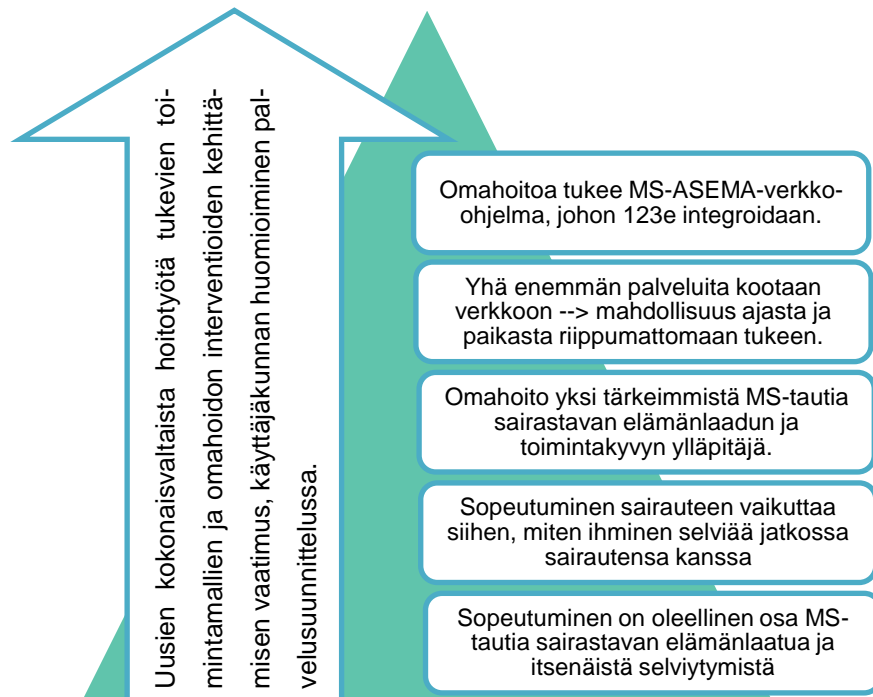 Uusien kokonaisvaltaista hoitotyötä tukevien toi-
mintamallien ja omahoidon interventioiden kehittä-
misen vaatimus, käyttäjäkunnan huomioiminen pal-
velusuunnittelussa.
Omahoitoa tukee MS-ASEMA-verkko-
ohjelma, johon 123e integroidaan.
Yhä enemmän palveluita kootaan
verkkoon --> mahdollisuus ajasta ja
paikasta riippumattomaan tukeen.
Omahoito yksi tärkeimmistä MS-tautia
sairastavan elämänlaadun ja
toimintakyvyn ylläpitäjä.
Sopeutuminen sairauteen vaikuttaa
siihen, miten ihminen selviää jatkossa
sairautensa kanssa
Sopeutuminen on oleellinen osa MS-
tautia sairastavan elämänlaatua ja
itsenäistä selviytymistä